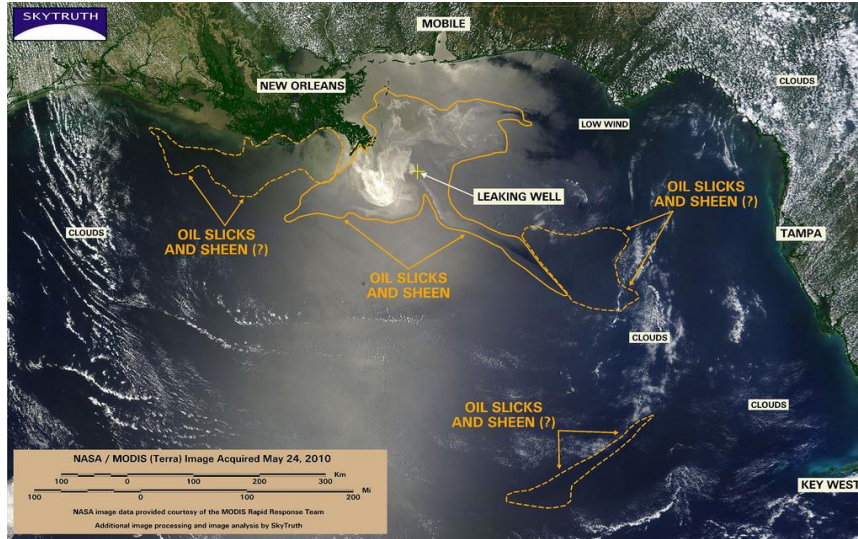 SKYTRUTH
MOBILE
NEW ORLEANS
CLOUDS
LOW WIND
LEAKING WELL
OIL SLICKS
AND SHEEN (?)
CLOUDS
OIL SLICKS
AND SHEEN (?)
TAMPA
OIL SLICKS
AND SHEEN
CLOUDS
OIL SLICKS
AND SHEEN (?)
CLOUDS
KEY WEST
NASA / MODIS (Terra) Image Acquired May 24, 2010
100 0 100 200 300 Km
100 0 100 200 Mi
NASA image data provided courtesy of the MODIS Rapid Response Team
Additional image processing and image analysis by SkyTruth